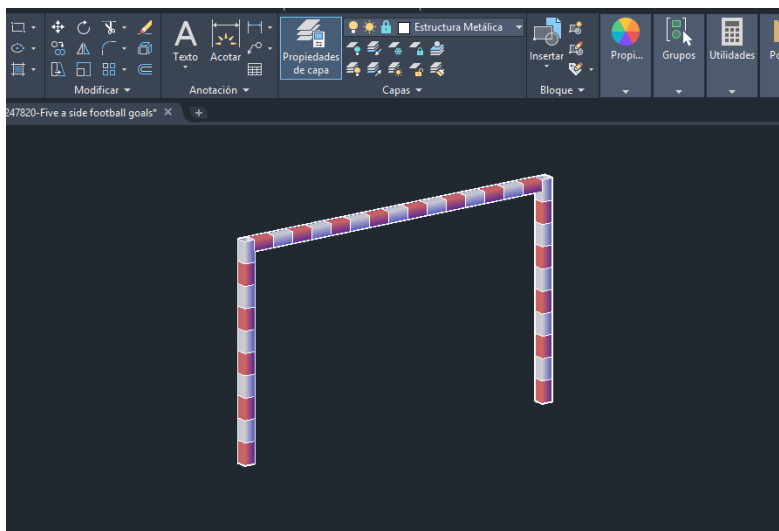 Estructura Metálica
Texto
Acotar
Propiedades
de capa
Insertar
Propi...
Grupos
Utilidades
Modificar
Anotación
Capas
Bloque
247820-Five a side football goals*